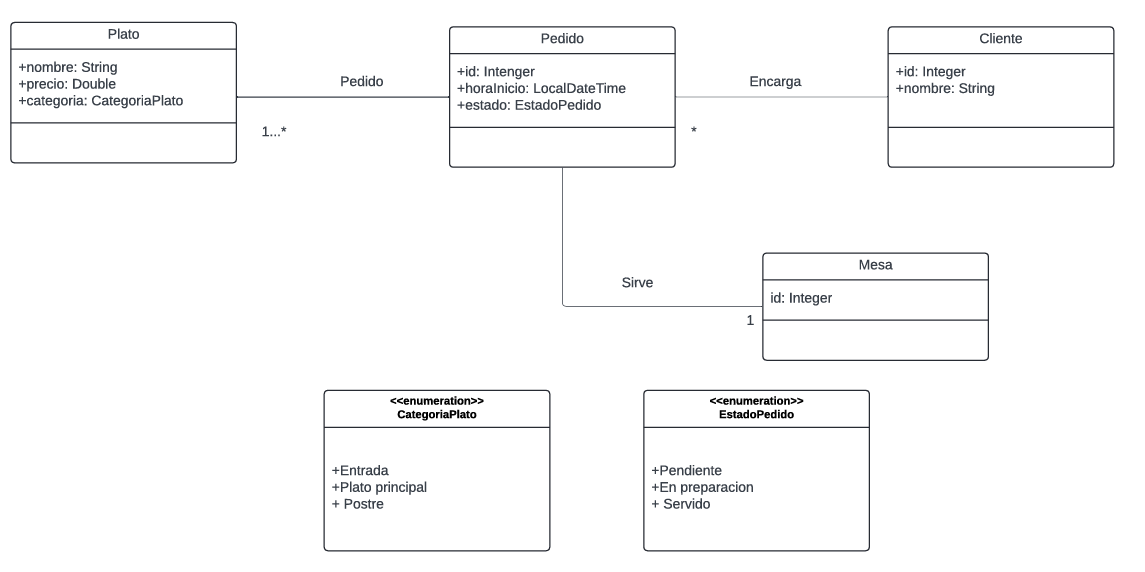 Plato
+nombre: String
+precio: Double
+categoria: CategoriaPlato
Pedido
1...*
Pedido
+id: Intenger
+horaInicio: LocalDateTime
+estado: EstadoPedido
Encarga
*
Cliente
+id: Integer
+nombre: String
Sirve
1
Mesa
id: Integer
<<enumeration>>
CategoriaPlato
+Entrada
+Plato principal
+ Postre
<<enumeration>>
EstadoPedido
+Pendiente
+En preparacion
+ Servido